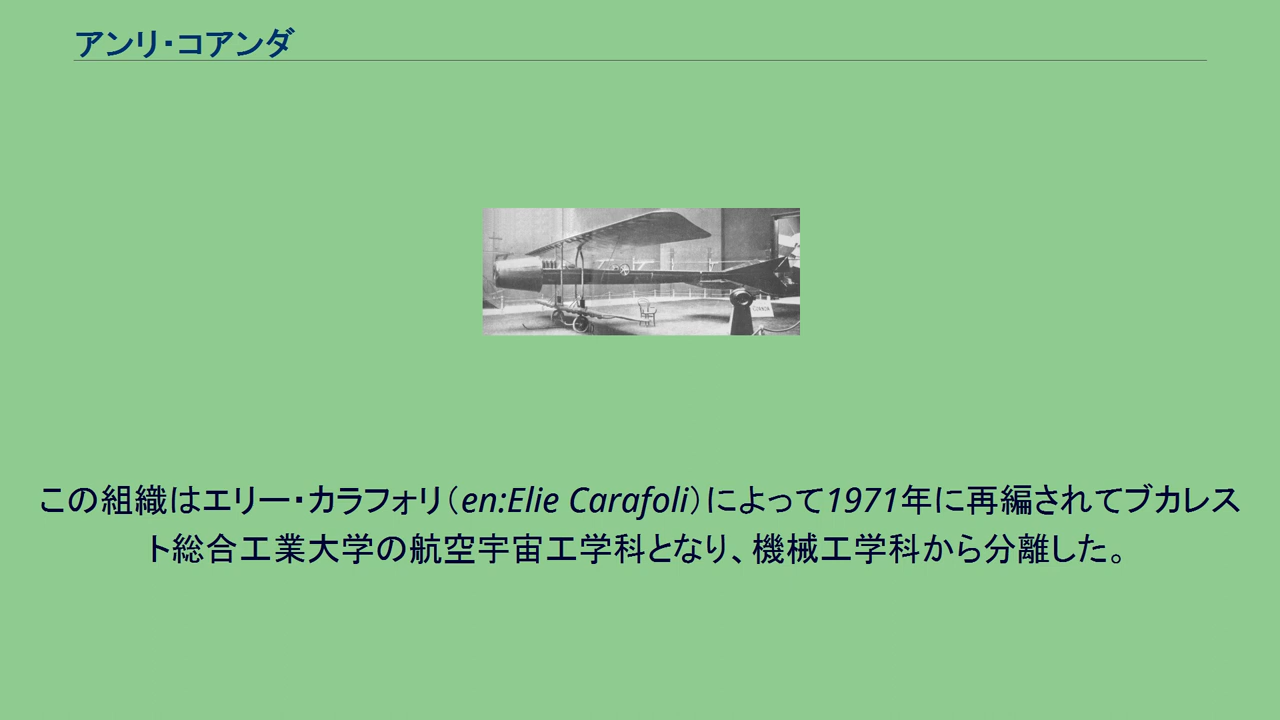 アンリ・コアンダ
この組織はエリー・カラフォリ（en:Elie Carafoli）によって1971年に再編されてブカレス
ト総合工業大学の航空宇宙工学科となり、機械工学科から分離した。